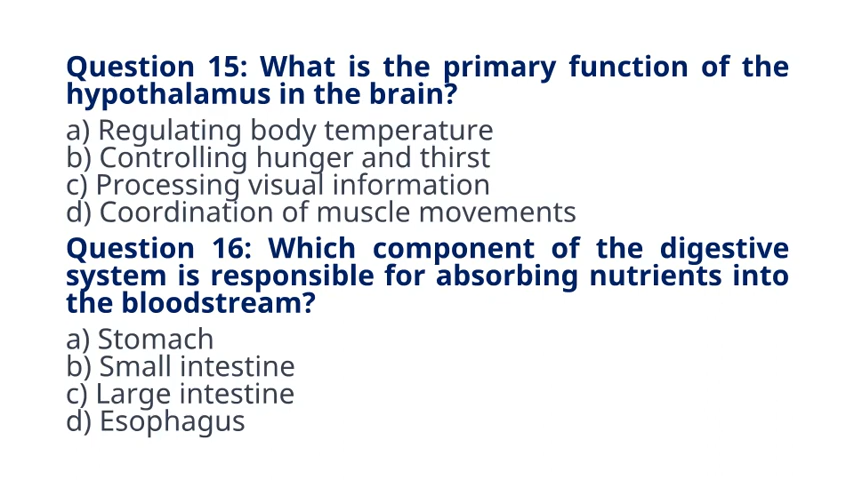 Question 15: What is the primary function of the
hypothalamus in the brain?
a) Regulating body temperature
b) Controlling hunger and thirst
c) Processing visual information
d) Coordination of muscle movements
Question 16: Which component of the digestive
system is responsible for absorbing nutrients into
the bloodstream?
a) Stomach
b) Small intestine
c) Large intestine
d) Esophagus